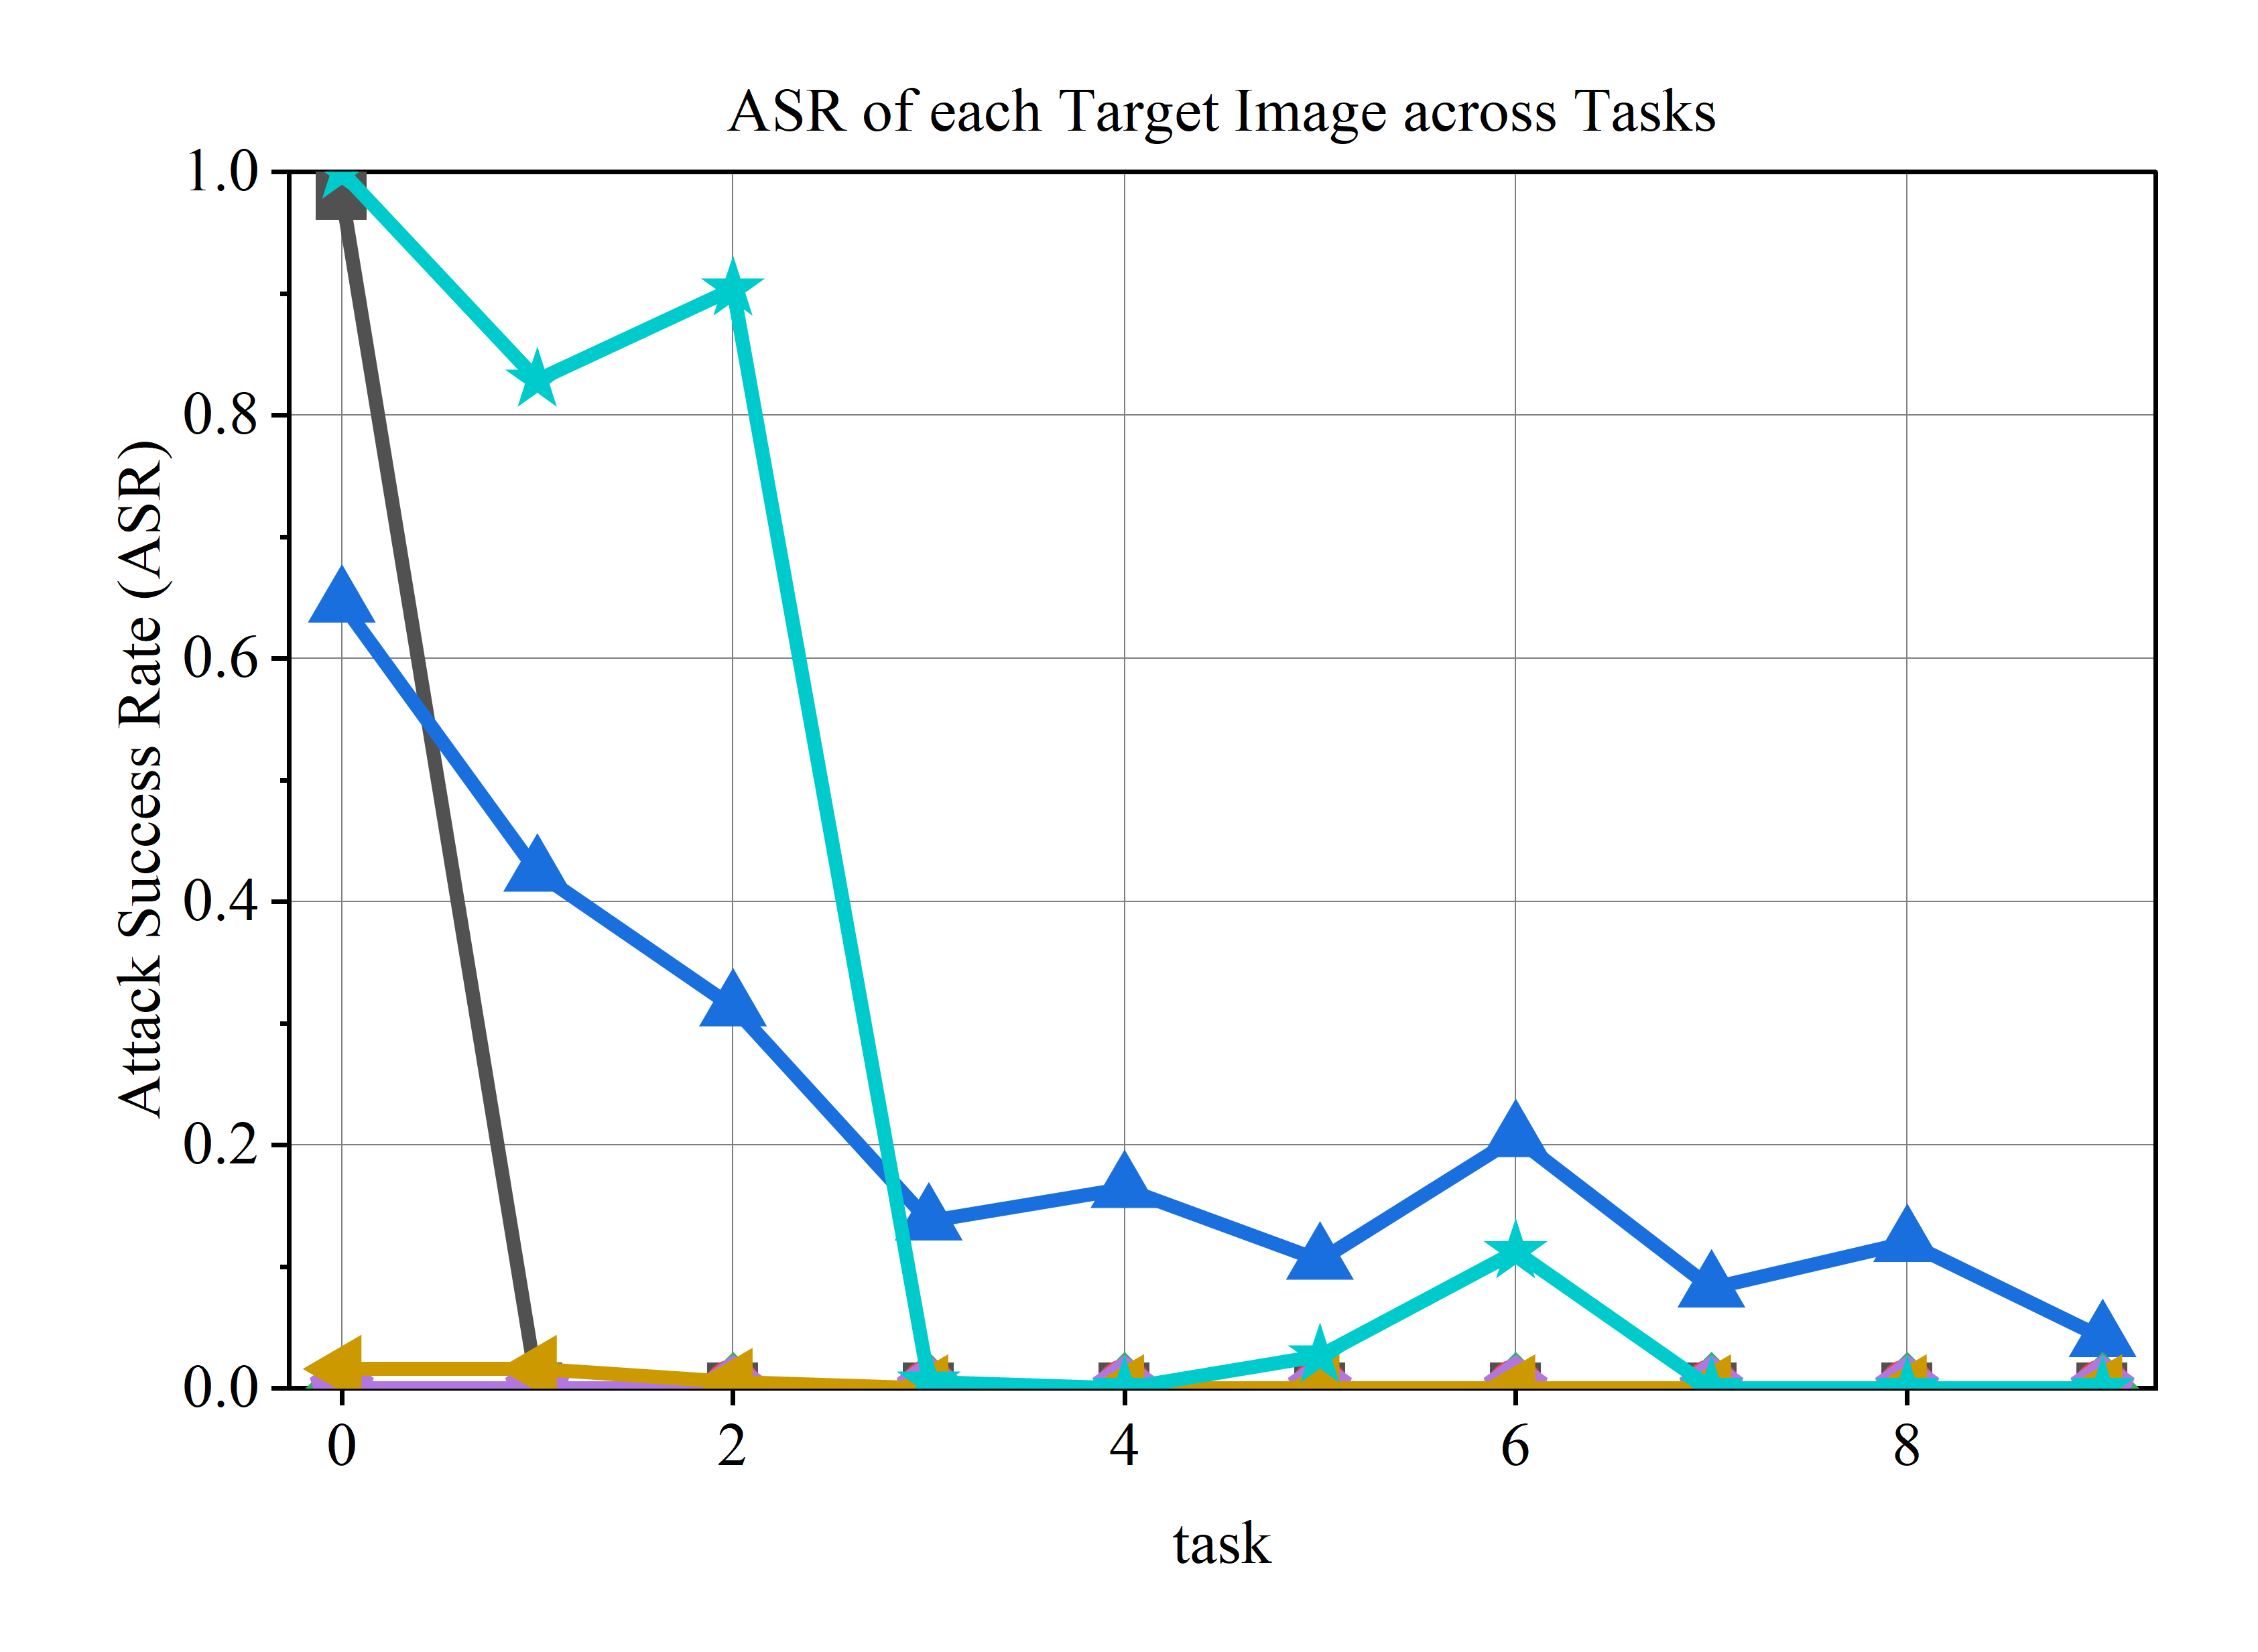 ASR of each Target Image across Tasks
Attack Success Rate (ASR)
1.0
0.8
0.6
0.4
0.2
0.0
0 2 4 6 8
task